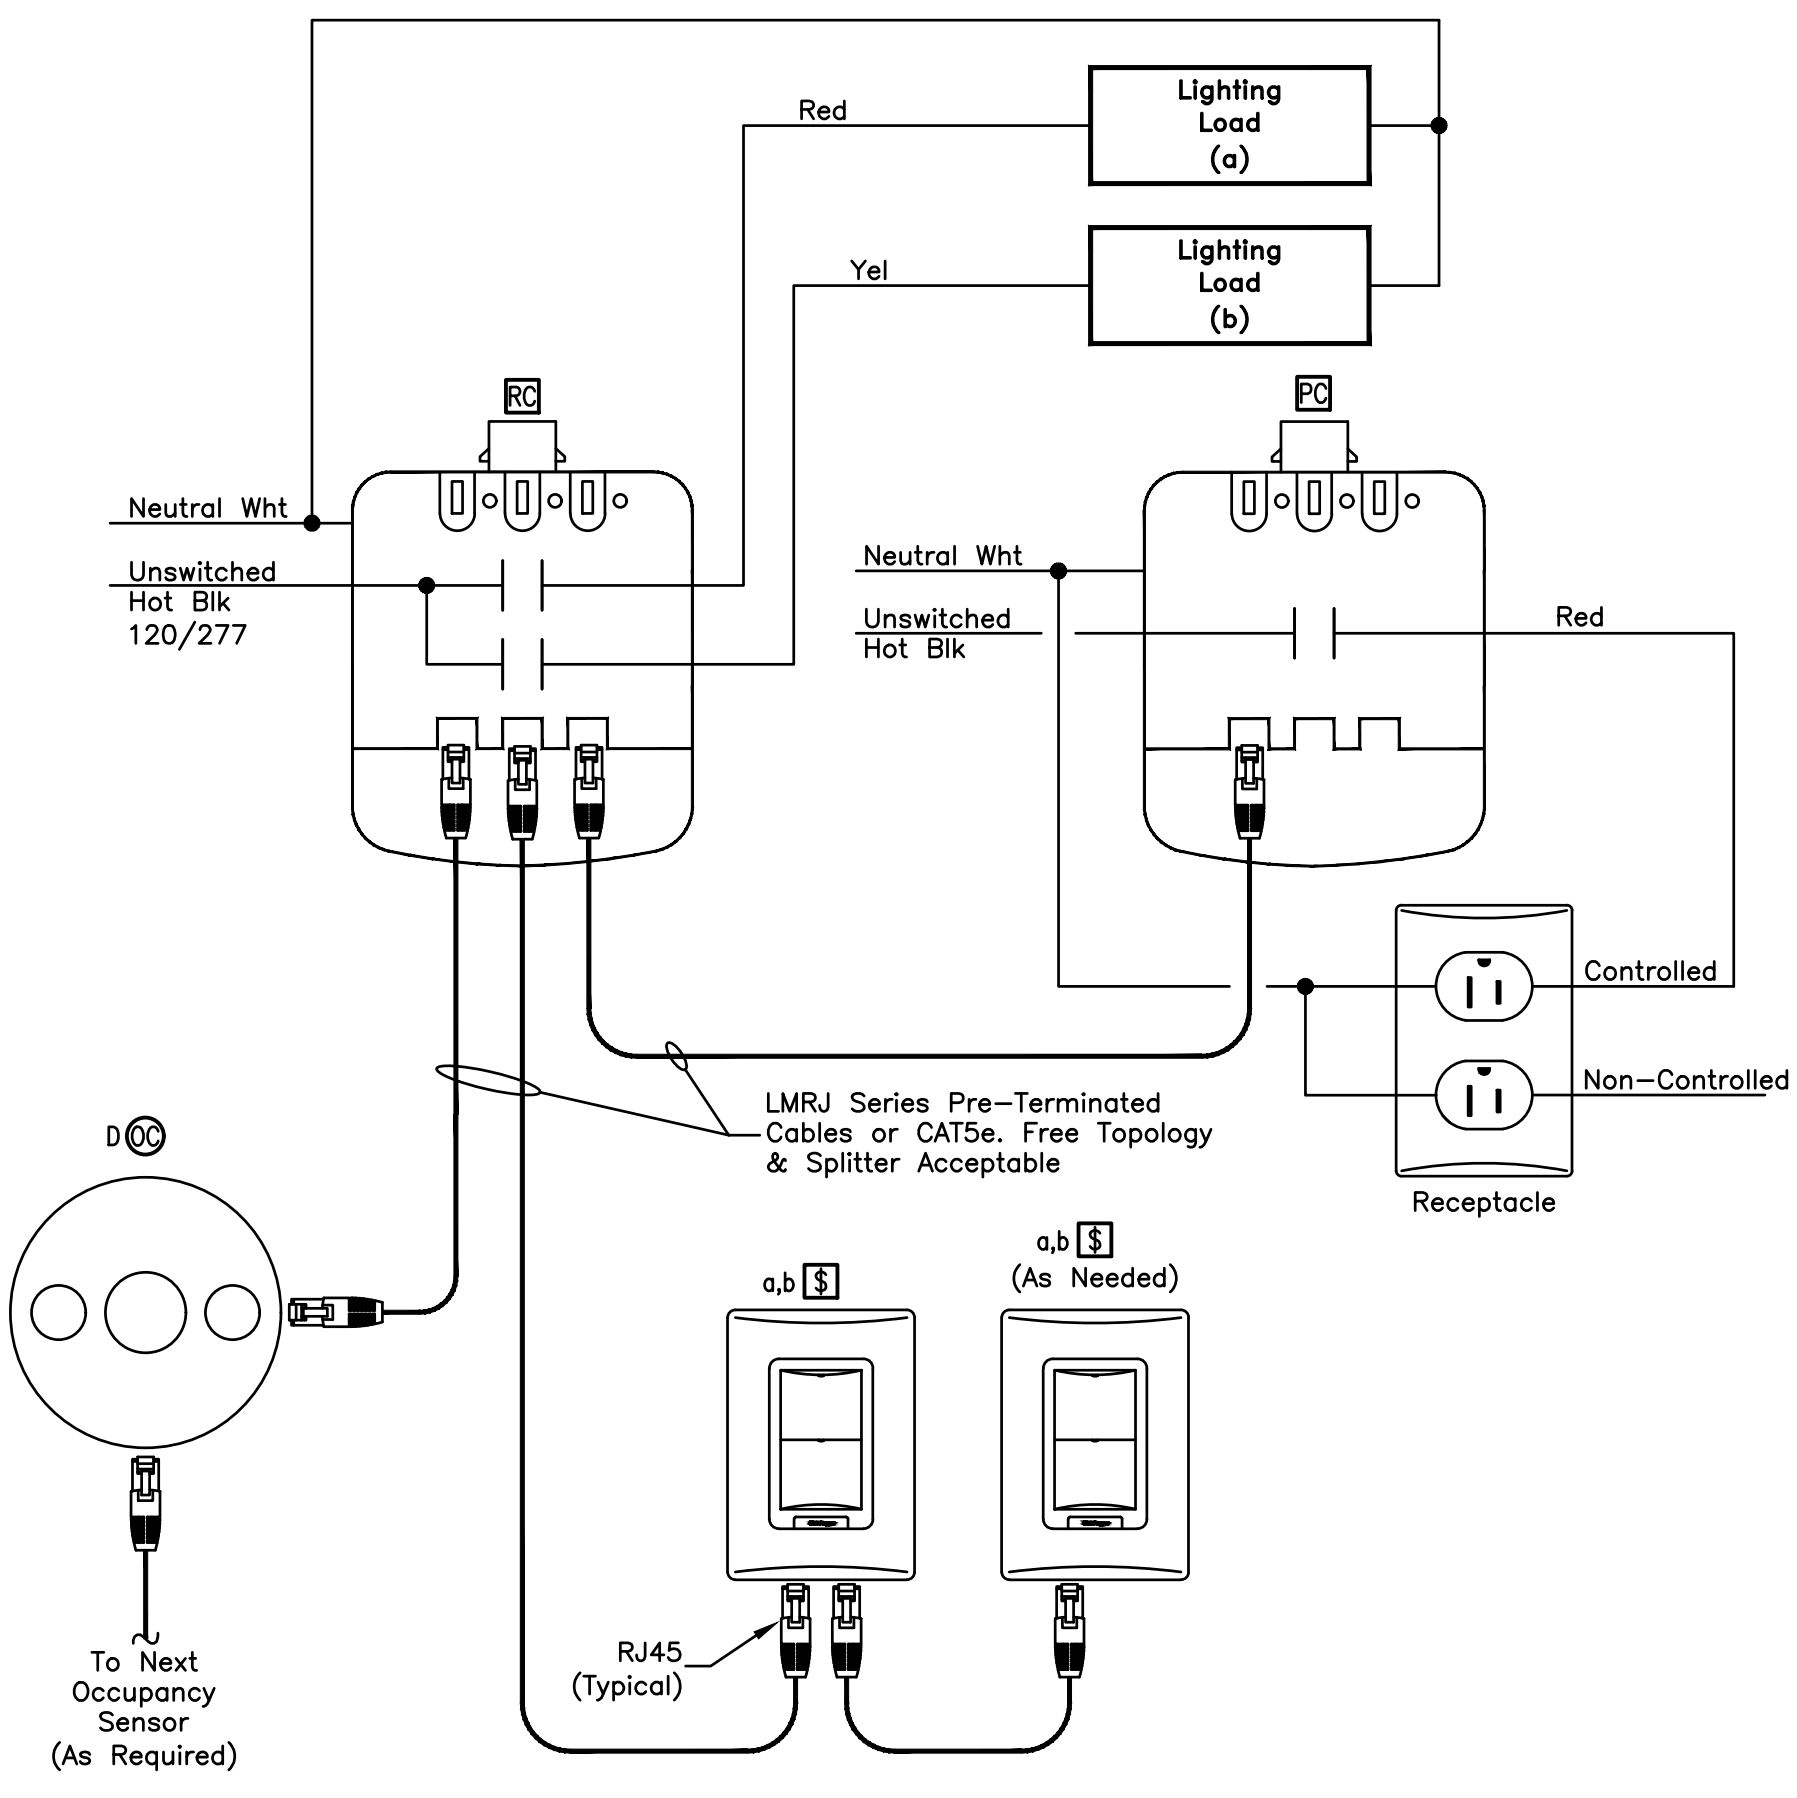 Lighting
Load
(a)
Red
Lighting
Load
(b)
Yel
RC
PC
Neutral Wht
Unswitched
Hot Blk
120/277
Neutral Wht
Unswitched
Hot Blk
Red
Controlled
Non-Controlled
Receptacle
LMRJ Series Pre-Terminated
Cables or CAT5e. Free Topology
& Splitter Acceptable
D OC
a,b $
a,b $
(As Needed)
RJ45
(Typical)
To Next
Occupancy
Sensor
(As Required)